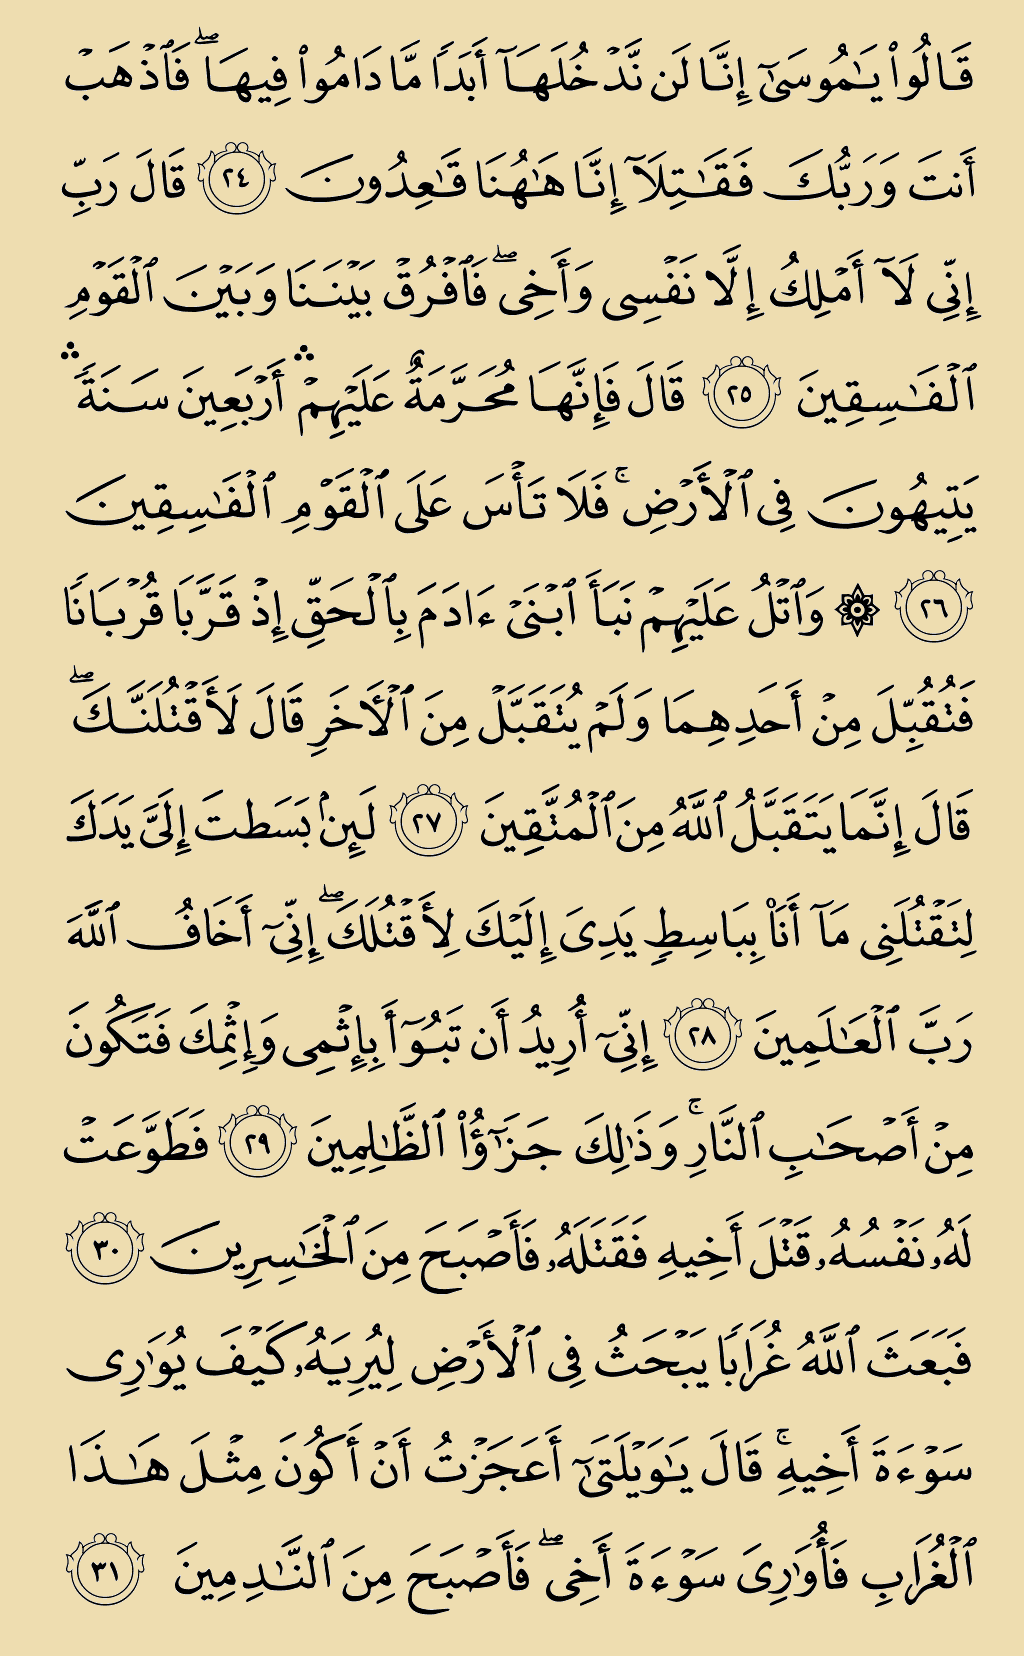 قَالُوا۟ يَـٰمُوسَىٰٓ إِنَّا لَن نَّدْخُلَهَآ أَبَدًا مَّا دَامُوا۟ فِيهَا ۖ فَٱذْهَبْ
أَنتَ وَرَبُّكَ فَقَـٰتِلَآ إِنَّا هَـٰهُنَا قَـٰعِدُونَ ٢٤ قَالَ رَبِّ
إِنِّى لَآ أَمْلِكُ إِلَّا نَفْسِى وَأَخِى ۖ فَٱفْرُقْ بَيْنَنَا وَبَيْنَ ٱلْقَوْمِ
ٱلْفَـٰسِقِينَ ٢٥ قَالَ فَإِنَّهَا مُحَرَّمَةٌ عَلَيْهِمْ ۛ أَرْبَعِينَ سَنَةً ۛ
يَتِيهُونَ فِى ٱلْأَرْضِ ۚ فَلَا تَأْسَ عَلَى ٱلْقَوْمِ ٱلْفَـٰسِقِينَ
٢٦ ۞ وَٱتْلُ عَلَيْهِمْ نَبَأَ ٱبْنَىْ ءَادَمَ بِٱلْحَقِّ إِذْ قَرَّبَا قُرْبَانًا
فَتُقُبِّلَ مِنْ أَحَدِهِمَا وَلَمْ يُتَقَبَّلْ مِنَ ٱلْـَٔاخَرِ قَالَ لَأَقْتُلَنَّكَ ۖ
قَالَ إِنَّمَا يَتَقَبَّلُ ٱللَّهُ مِنَ ٱلْمُتَّقِينَ ٢٧ لَئِنۢ بَسَطتَ إِلَىَّ يَدَكَ
لِتَقْتُلَنِى مَآ أَنَا۠ بِبَاسِطٍ يَدِىَ إِلَيْكَ لِأَقْتُلَكَ ۖ إِنِّىٓ أَخَافُ ٱللَّهَ
رَبَّ ٱلْعَـٰلَمِينَ ٢٨ إِنِّىٓ أُرِيدُ أَن تَبُوٓأَ بِإِثْمِى وَإِثْمِكَ فَتَكُونَ
مِنْ أَصْحَـٰبِ ٱلنَّارِ ۚ وَذَٰلِكَ جَزَٰٓؤُا۟ ٱلظَّـٰلِمِينَ ٢٩ فَطَوَّعَتْ
لَهُۥ نَفْسُهُۥ قَتْلَ أَخِيهِ فَقَتَلَهُۥ فَأَصْبَحَ مِنَ ٱلْخَـٰسِرِينَ ٣٠
فَبَعَثَ ٱللَّهُ غُرَابًا يَبْحَثُ فِى ٱلْأَرْضِ لِيُرِيَهُۥ كَيْفَ يُوَٰرِى
سَوْءَةَ أَخِيهِ ۚ قَالَ يَـٰوَيْلَتَىٰٓ أَعَجَزْتُ أَنْ أَكُونَ مِثْلَ هَـٰذَا
ٱلْغُرَابِ فَأُوَٰرِىَ سَوْءَةَ أَخِى ۖ فَأَصْبَحَ مِنَ ٱلنَّـٰدِمِينَ ٣١